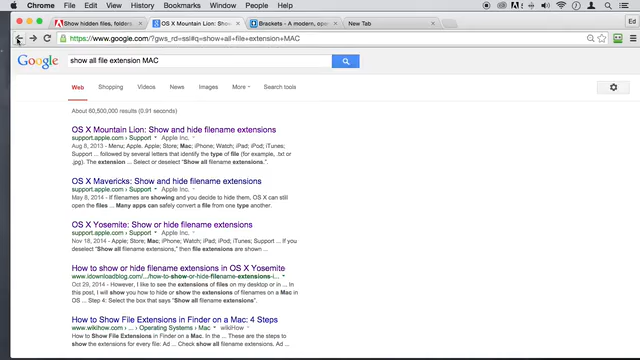 Chrome File Edit View History Bookmarks Window Help
Show hidden files, folders OS X Mountain Lion: Show Brackets - A modern, open New Tab
Ed
https://www.google.com/?gws_rd=ssl#q=show+all+file+extension+MAC
Google show all file extension MAC
Web Shopping Videos News Images More Search tools
About 60,500,000 results (0.91 seconds)
OS X Mountain Lion: Show and hide filename extensions
support.apple.com › Support Apple Inc.
Aug 8, 2013 - Menu; Apple. Apple; Store; Mac; iPhone; Watch; iPad; iPod; iTunes;
Support ... followed by several letters that identify the type of file (for example, .txt or
.jpg). The extension ... Select or deselect "Show all filename extensions.".
OS X Mavericks: Show and hide filename extensions
support.apple.com › Support Apple Inc.
May 8, 2014 - If filenames are showing and you decide to hide them, OS X can still
open the files ). Many apps can safely convert a file from one type another.
OS X Yosemite: Show or hide filename extensions
support.apple.com › Support Apple Inc.
Nov 18, 2014 - Apple; Store; Mac; iPhone; Watch; iPad; iPod; iTunes; Support ... If you
deselect "Show all filename extensions," then file extensions are shown ...
How to show or hide filename extensions in OS X Yosemite
www.idownloadblog.com/.../how-to-show-or-hide-filename-extensions-i...
Oct 29, 2014 - However, I like to see the extensions of files on my desktop or in ... In
this post, I will show you how to hide or show the extensions of filenames on a Mac in
OS ... Step 4: Select the box that says "Show all filename extensions".
How to Show File Extensions in Finder on a Mac: 4 Steps
www.wikihow.com › ... › Operating Systems › Mac wikiHow
How to Show File Extensions in Finder on a Mac. ... These are the steps to
show the extensions for every file: Ad ... Check show all filename extensions. Ad ...